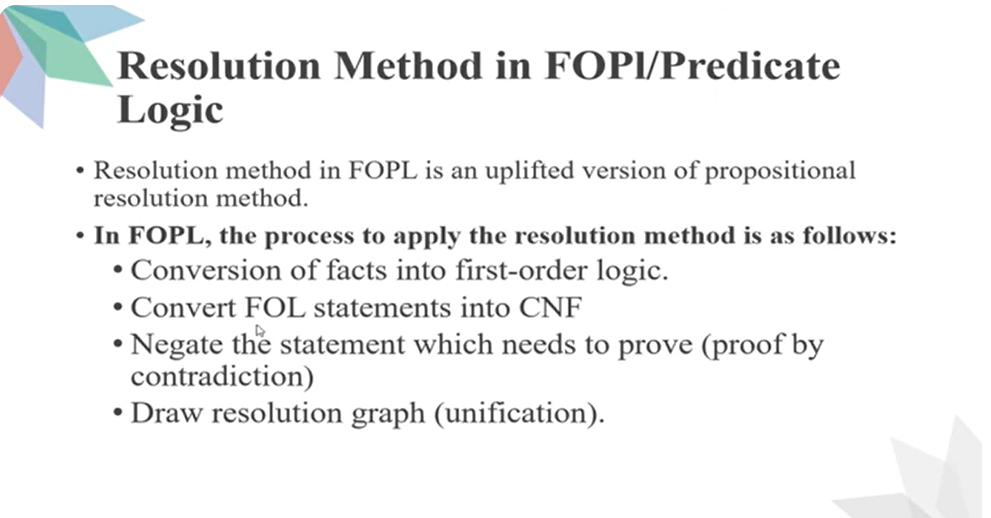 Resolution Method in FOPl/Predicate
Logic
• Resolution method in FOPL is an uplifted version of propositional
resolution method.
• In FOPL, the process to apply the resolution method is as follows:
• Conversion of facts into first-order logic.
• Convert FOL statements into CNF
• Negate the statement which needs to prove (proof by
contradiction)
• Draw resolution graph (unification).